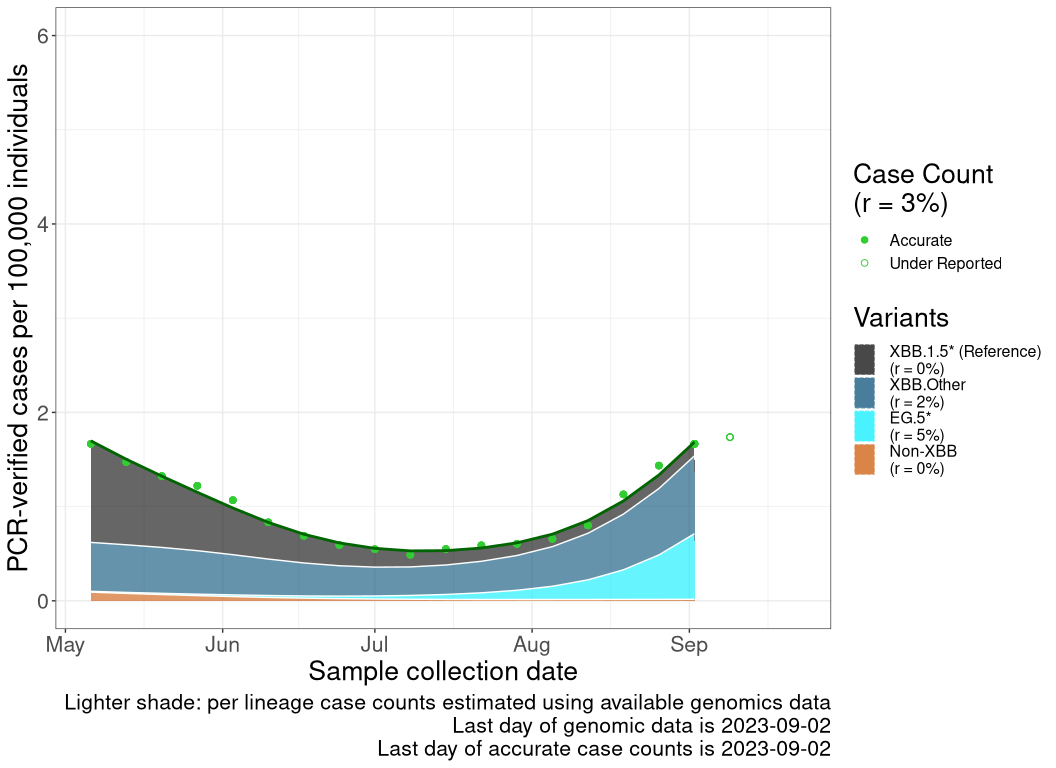 PCR-verified cases per 100,000 individuals
6
4
2
0
May Jun Jul Aug Sep
Sample collection date
Lighter shade: per lineage case counts estimated using available genomics data
Last day of genomic data is 2023-09-02
Last day of accurate case counts is 2023-09-02
Case Count
(r = 3%)
Accurate
Under Reported
Variants
XBB.1.5* (Reference)
(r = 0%)
XBB.Other
(r = 2%)
EG.5*
(r = 5%)
Non-XBB
(r = 0%)